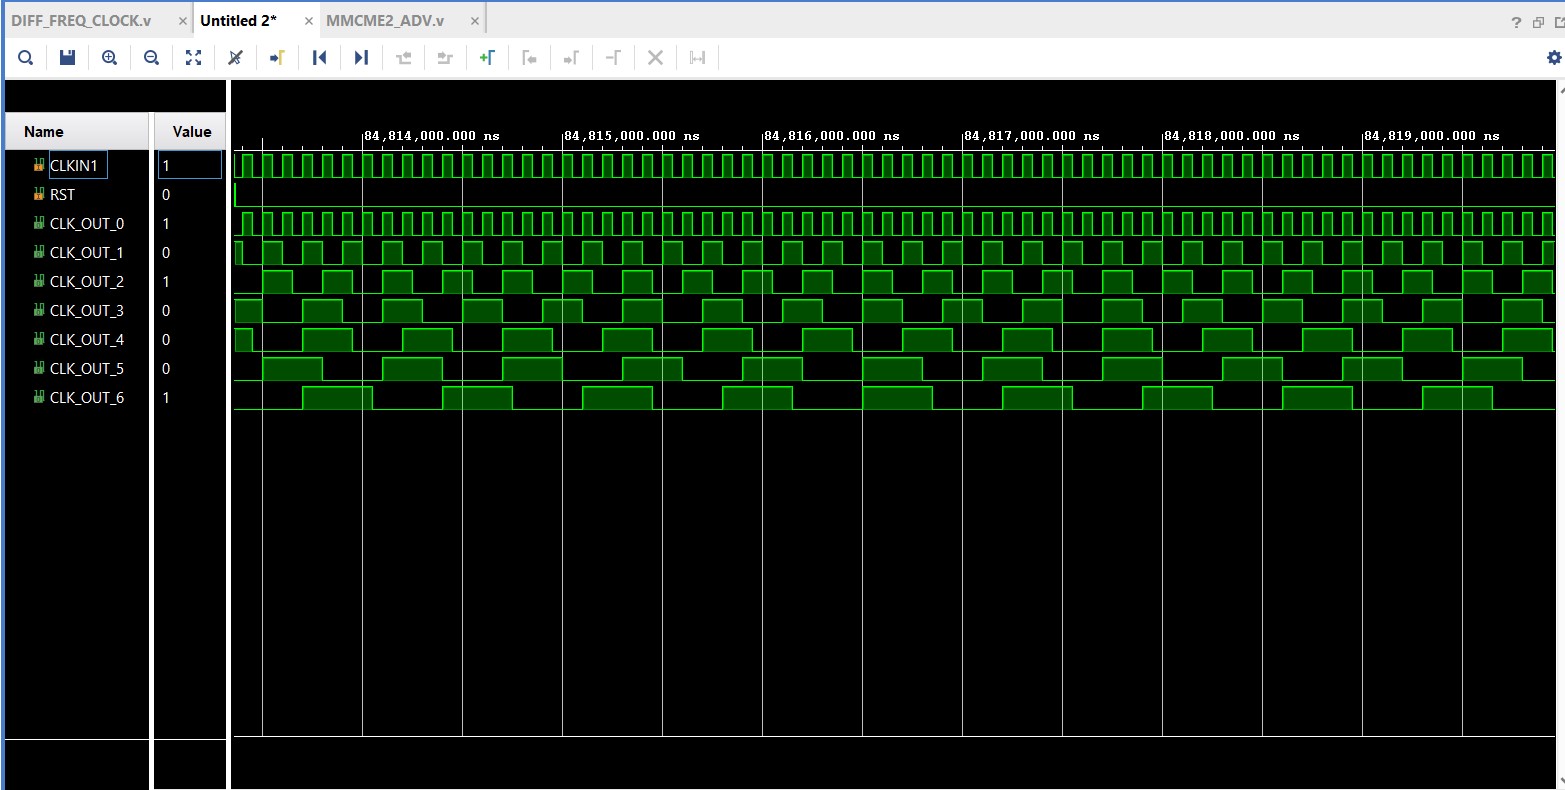 DIFF_FREQ_CLOCK.v × Untitled 2* × MMCME2_ADV.v ×
?
Name Value
84,814,000.000 ns 84,815,000.000 ns 84,816,000.000 ns 84,817,000.000 ns 84,818,000.000 ns 84,819,000.000 ns
CLKIN1 1
RST 0
CLK_OUT_0 1
CLK_OUT_1 0
CLK_OUT_2 1
CLK_OUT_3 0
CLK_OUT_4 0
CLK_OUT_5 0
CLK_OUT_6 1